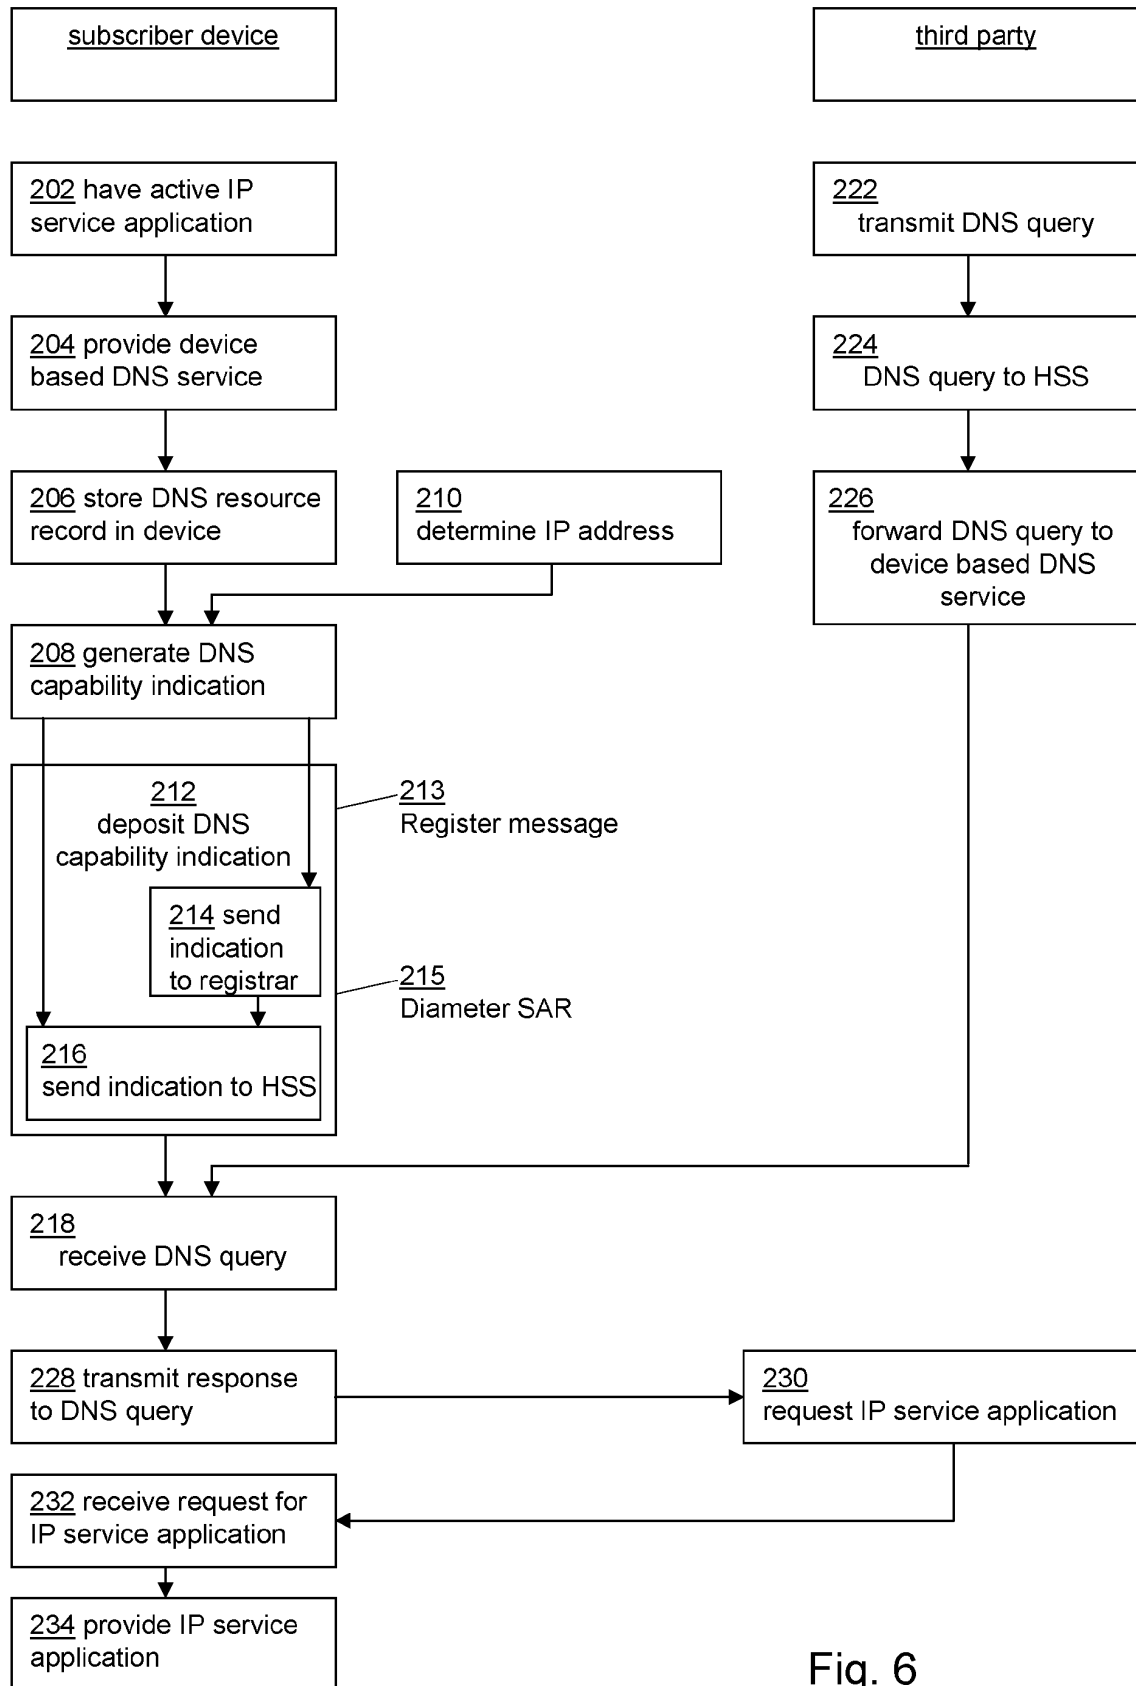 subscriber device
third party
202 have active IP
service application
222
transmit DNS query
204 provide device
based DNS service
224
DNS query to HSS
206 store DNS resource
record in device
210
determine IP address
226
forward DNS query to
device based DNS
service
208 generate DNS
capability indication
212
deposit DNS
capability indication
213
Register message
214 send
indication
to registrar
215
Diameter SAR
216
send indication to HSS
218
receive DNS query
228 transmit response
to DNS query
230
request IP service application
232 receive request for
IP service application
234 provide IP service
application
Fig. 6